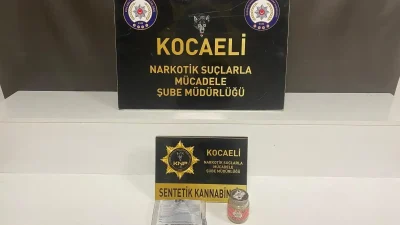 KOCAELİ
NARKOTİK SUÇLARLA
MÜCADELE
ŞUBE MÜDÜRLÜĞÜ
KOCAELİ
NARKOTİK SUÇLARLA
MÜCADELE
ŞUBE MÜDÜRLÜĞÜ
SENTETİK KANNABİN